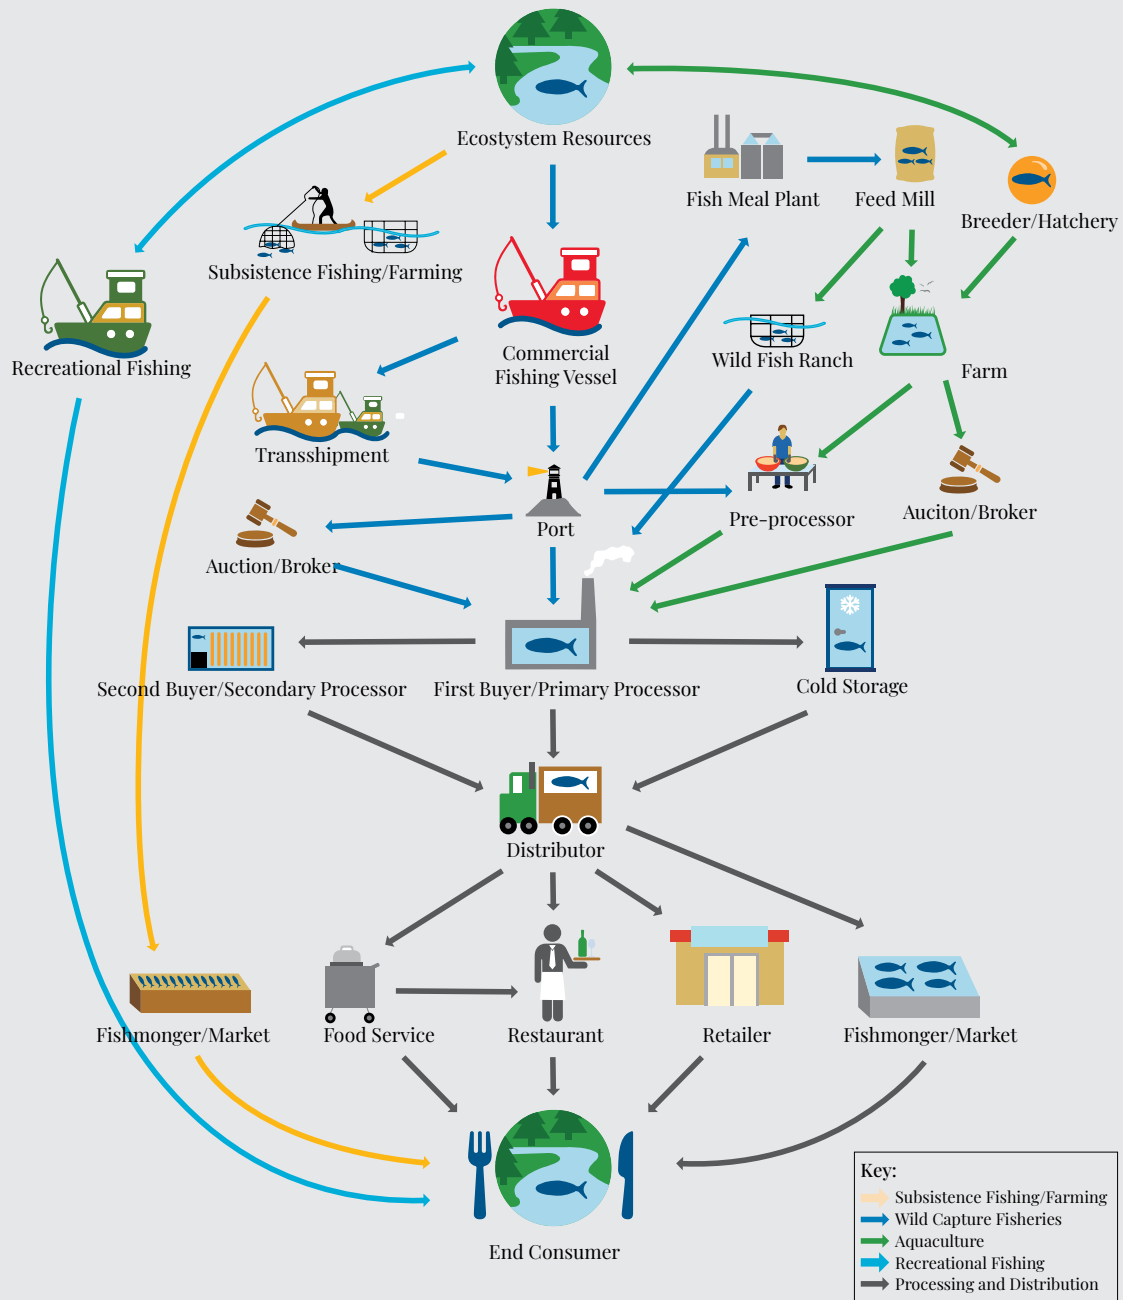 Ecostystem Resources
Fish Meal Plant
Feed Mill
Breeder/Hatchery
Subsistence Fishing/Farming
Recreational Fishing
Commercial
Fishing Vessel
Wild Fish Ranch
Farm
Transshipment
Port
Pre-processor
Auciton/Broker
Auction/Broker
Second Buyer/Secondary Processor
First Buyer/Primary Processor
Cold Storage
Distributor
Fishmonger/Market
Food Service
Restaurant
Retailer
Fishmonger/Market
End Consumer
Key:
Subsistence Fishing/Farming
Wild Capture Fisheries
Aquaculture
Recreational Fishing
Processing and Distribution